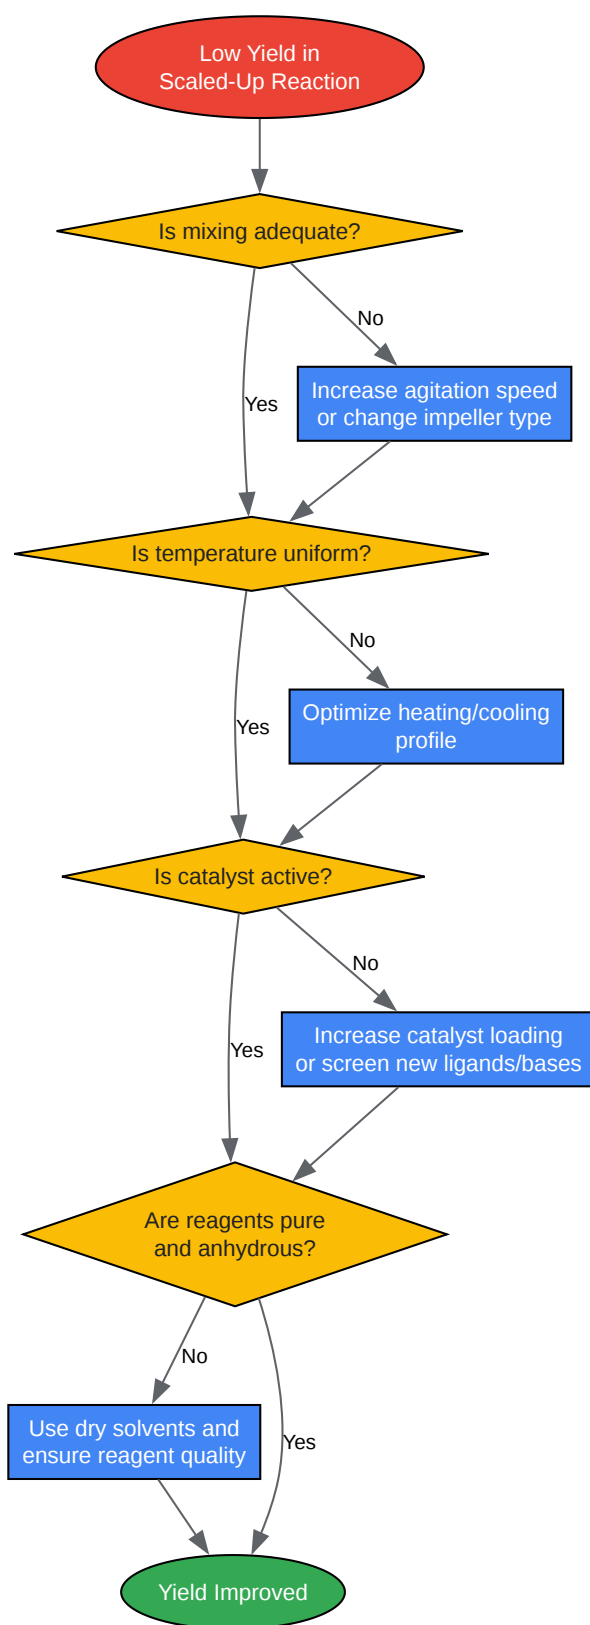 Low Yield in
Scaled-Up Reaction
Is mixing adequate?
No
Increase agitation speed
or change impeller type
Yes
Is temperature uniform?
No
Optimize heating/cooling
profile
Yes
Is catalyst active?
No
Increase catalyst loading
or screen new ligands/bases
Yes
Are reagents pure
and anhydrous?
No
Use dry solvents and
ensure reagent quality
Yes
Yield Improved